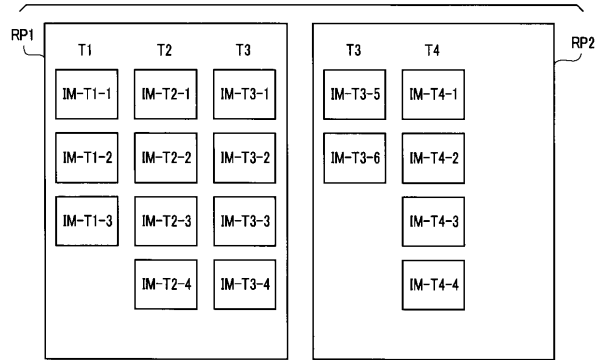 RP1
T1 T2 T3
IM-T1-1 IM-T2-1 IM-T3-1
IM-T1-2 IM-T2-2 IM-T3-2
IM-T1-3 IM-T2-3 IM-T3-3
IM-T2-4 IM-T3-4
RP2
T3 T4
IM-T3-5 IM-T4-1
IM-T3-6 IM-T4-2
IM-T4-3
IM-T4-4